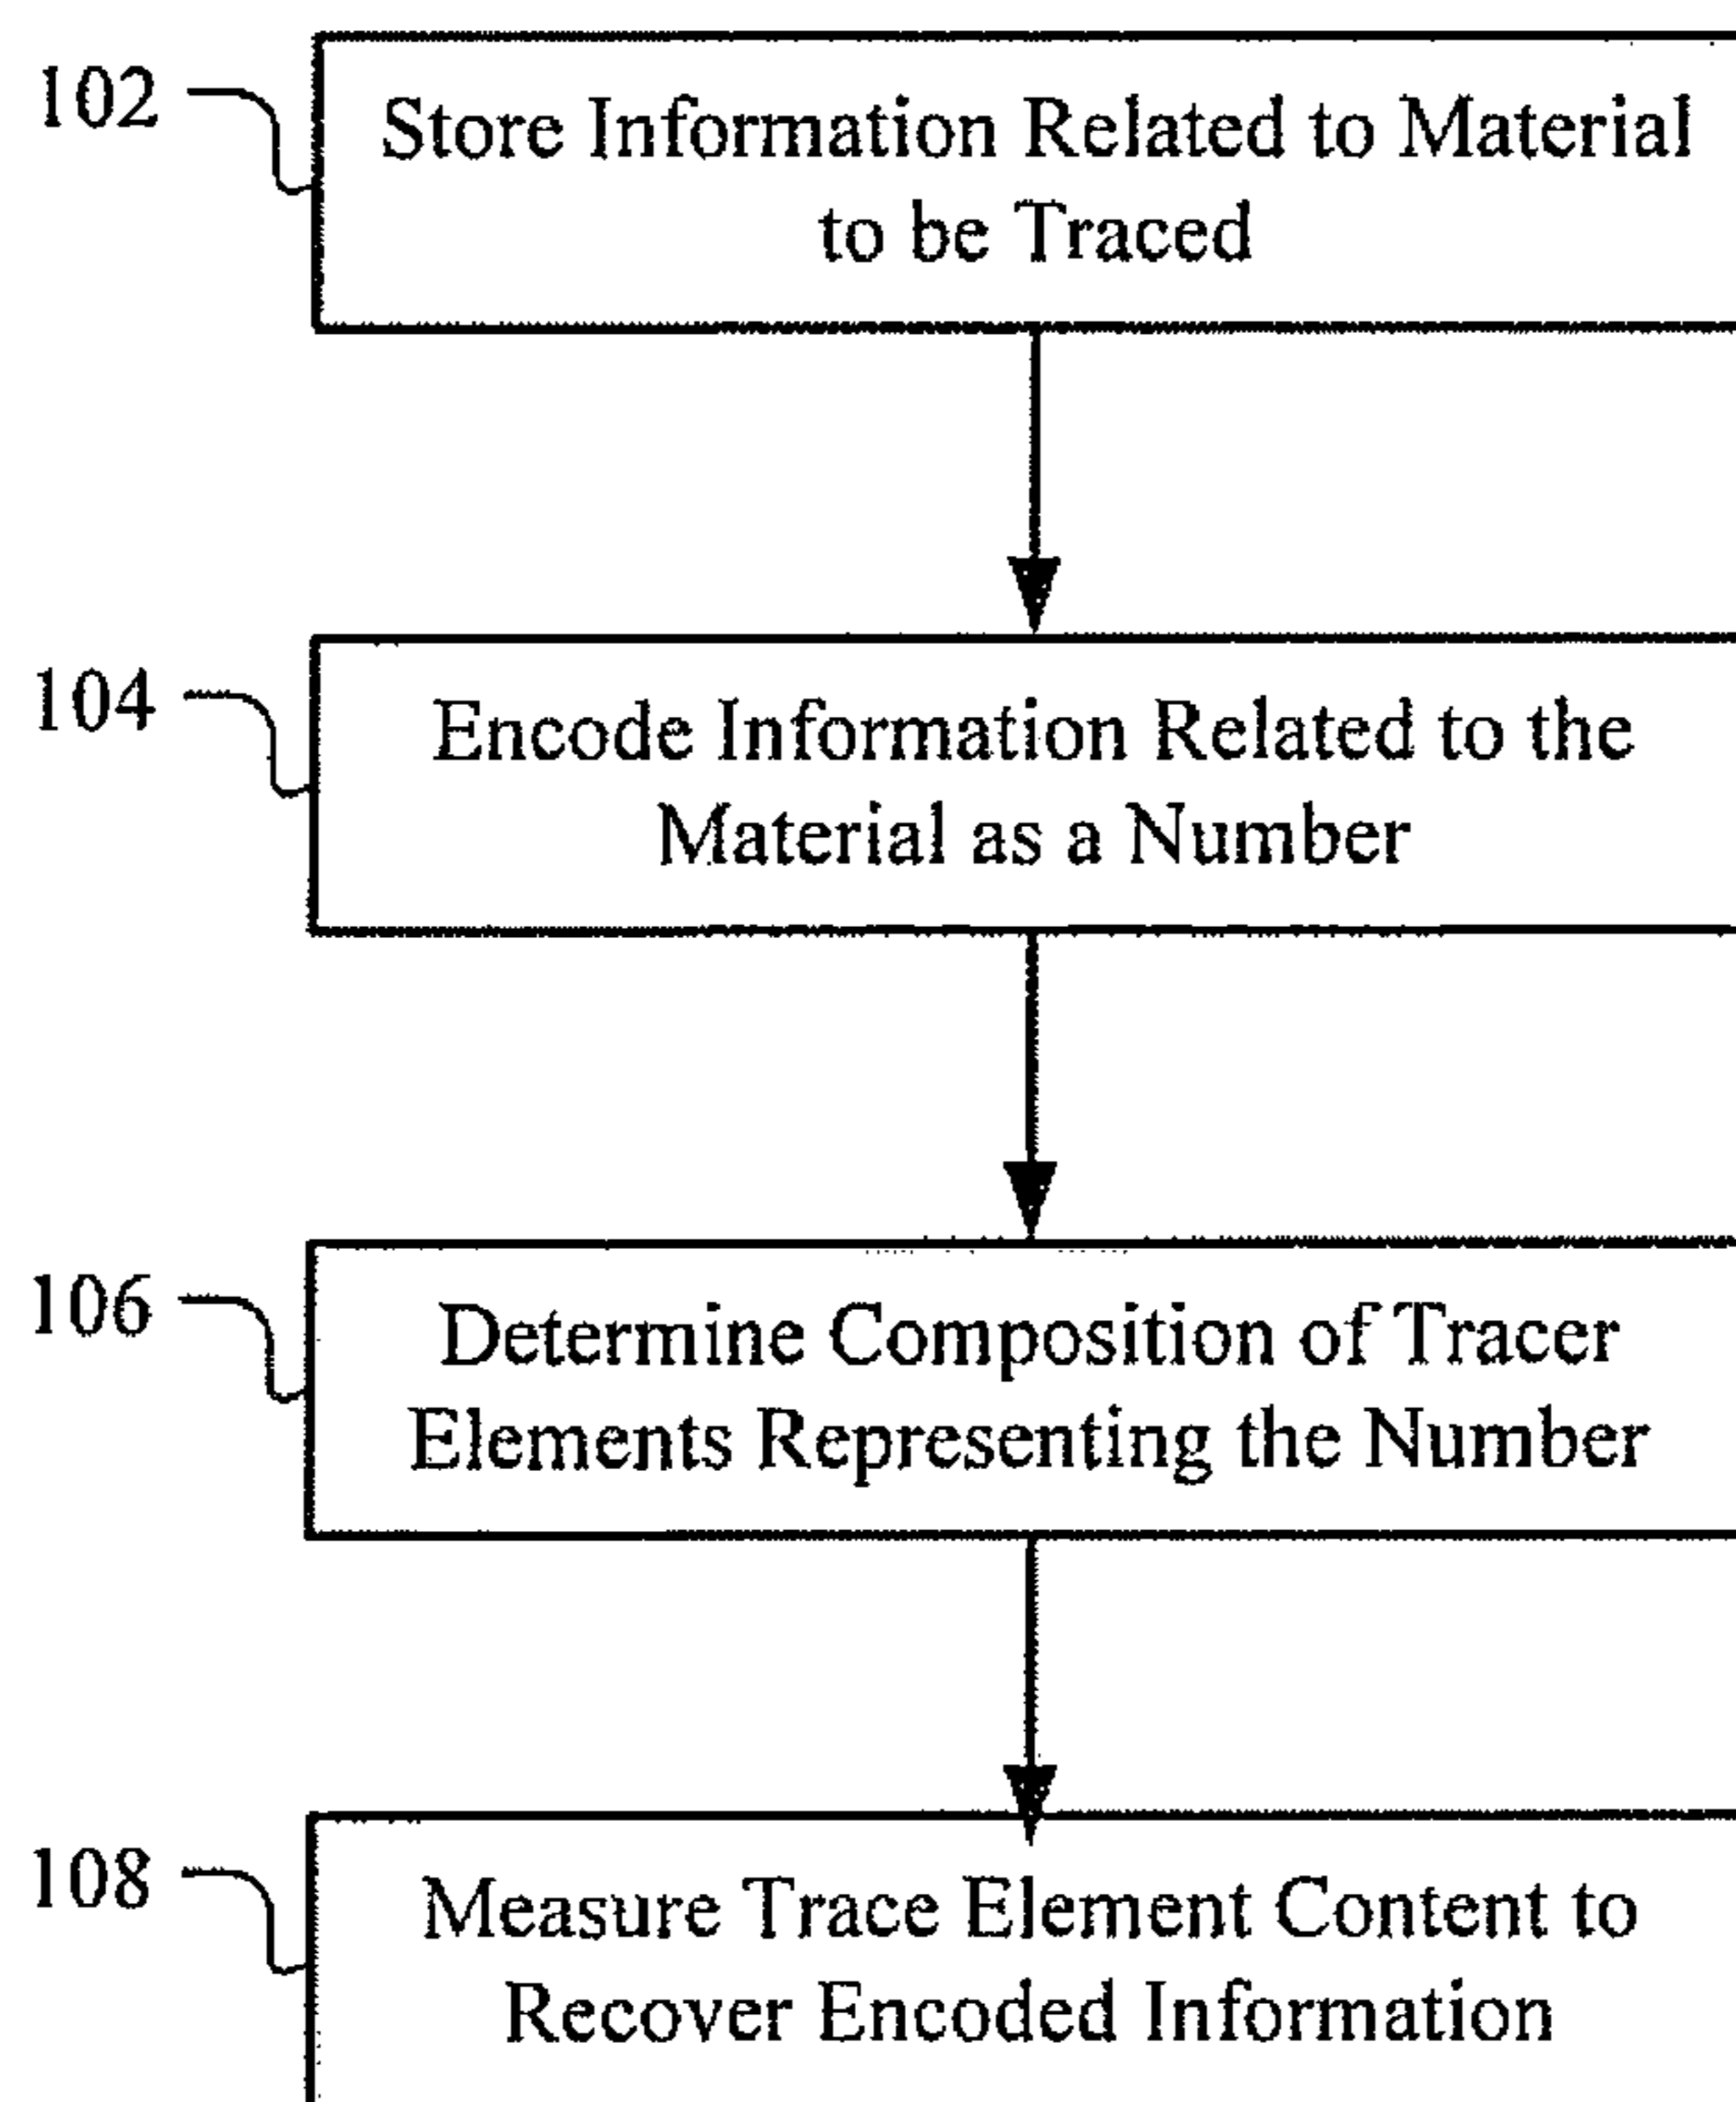 102
Store Information Related to Material
to be Traced
104
Encode Information Related to the
Material as a Number
106
Determine Composition of Tracer
Elements Representing the Number
108
Measure Trace Element Content to
Recover Encoded Information